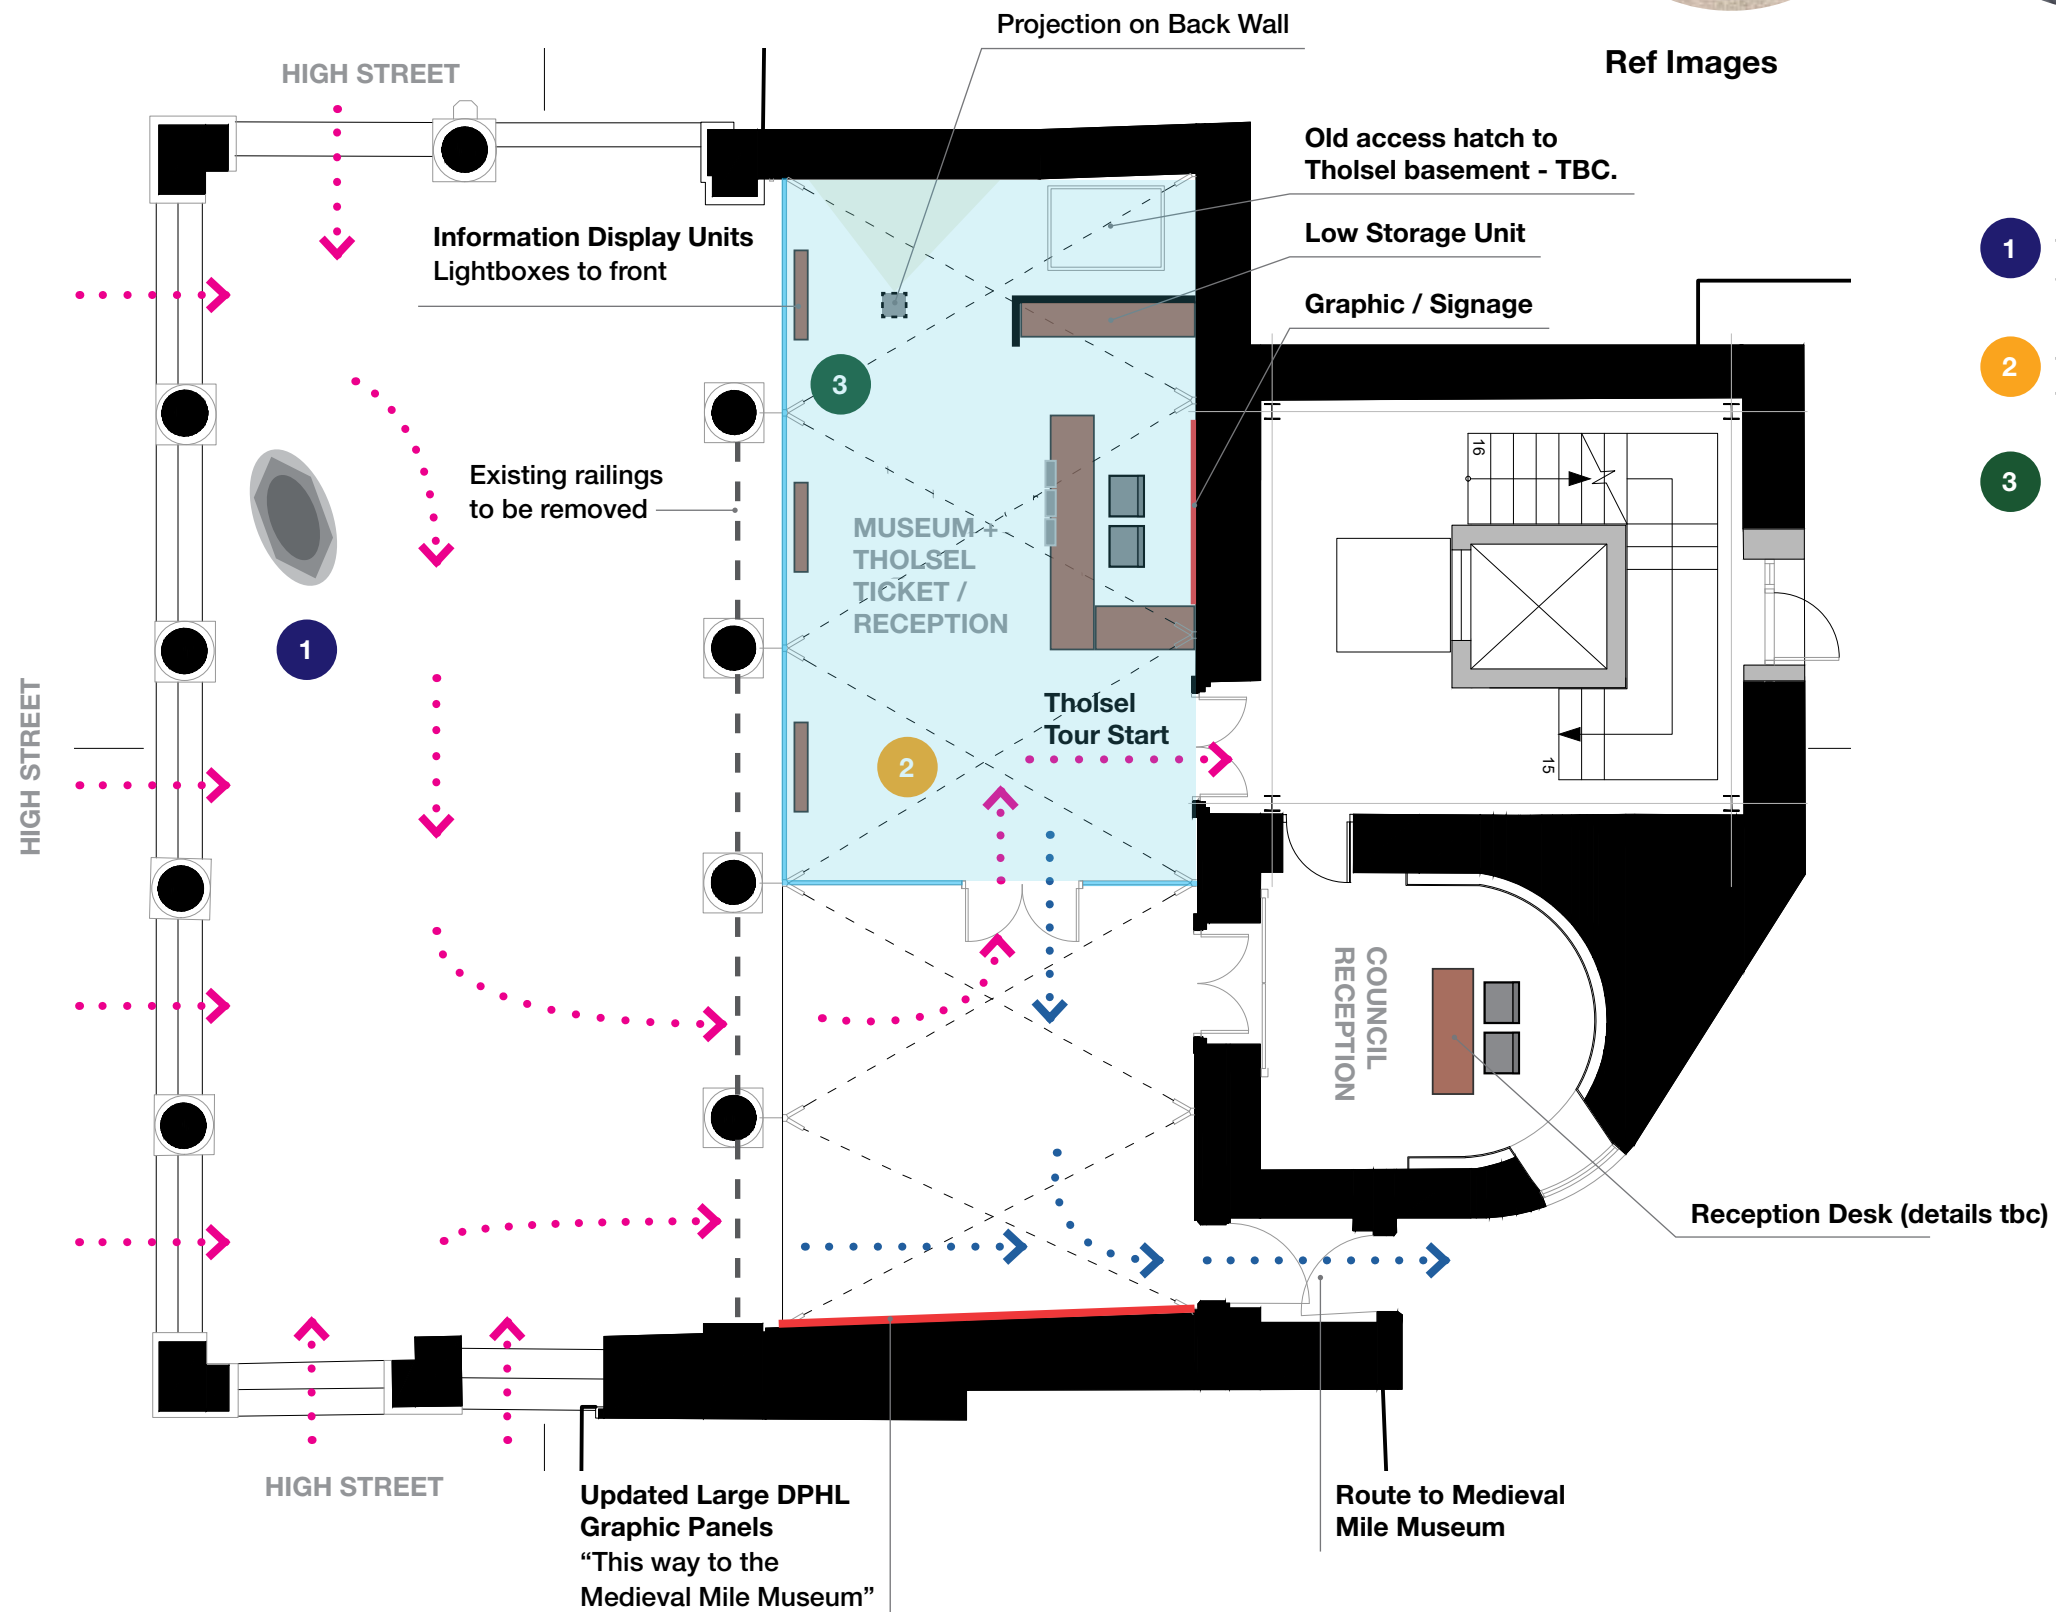 Projection on Back Wall
Ref Images
HIGH STREET
Old access hatch to
Tholsel basement - TBC.
Information Display Units
Lightboxes to front
Low Storage Unit
Graphic / Signage
1
2
3
3
Existing railings
to be removed
MUSEUM +
THOLSEL
TICKET /
RECEPTION
16
15
1
HIGH STREET
Tholsel
Tour Start
2
COUNCIL
RECEPTION
Reception Desk (details tbc)
HIGH STREET
Updated Large DPHL
Graphic Panels
“This way to the
Medieval Mile Museum”
Route to Medieval
Mile Museum